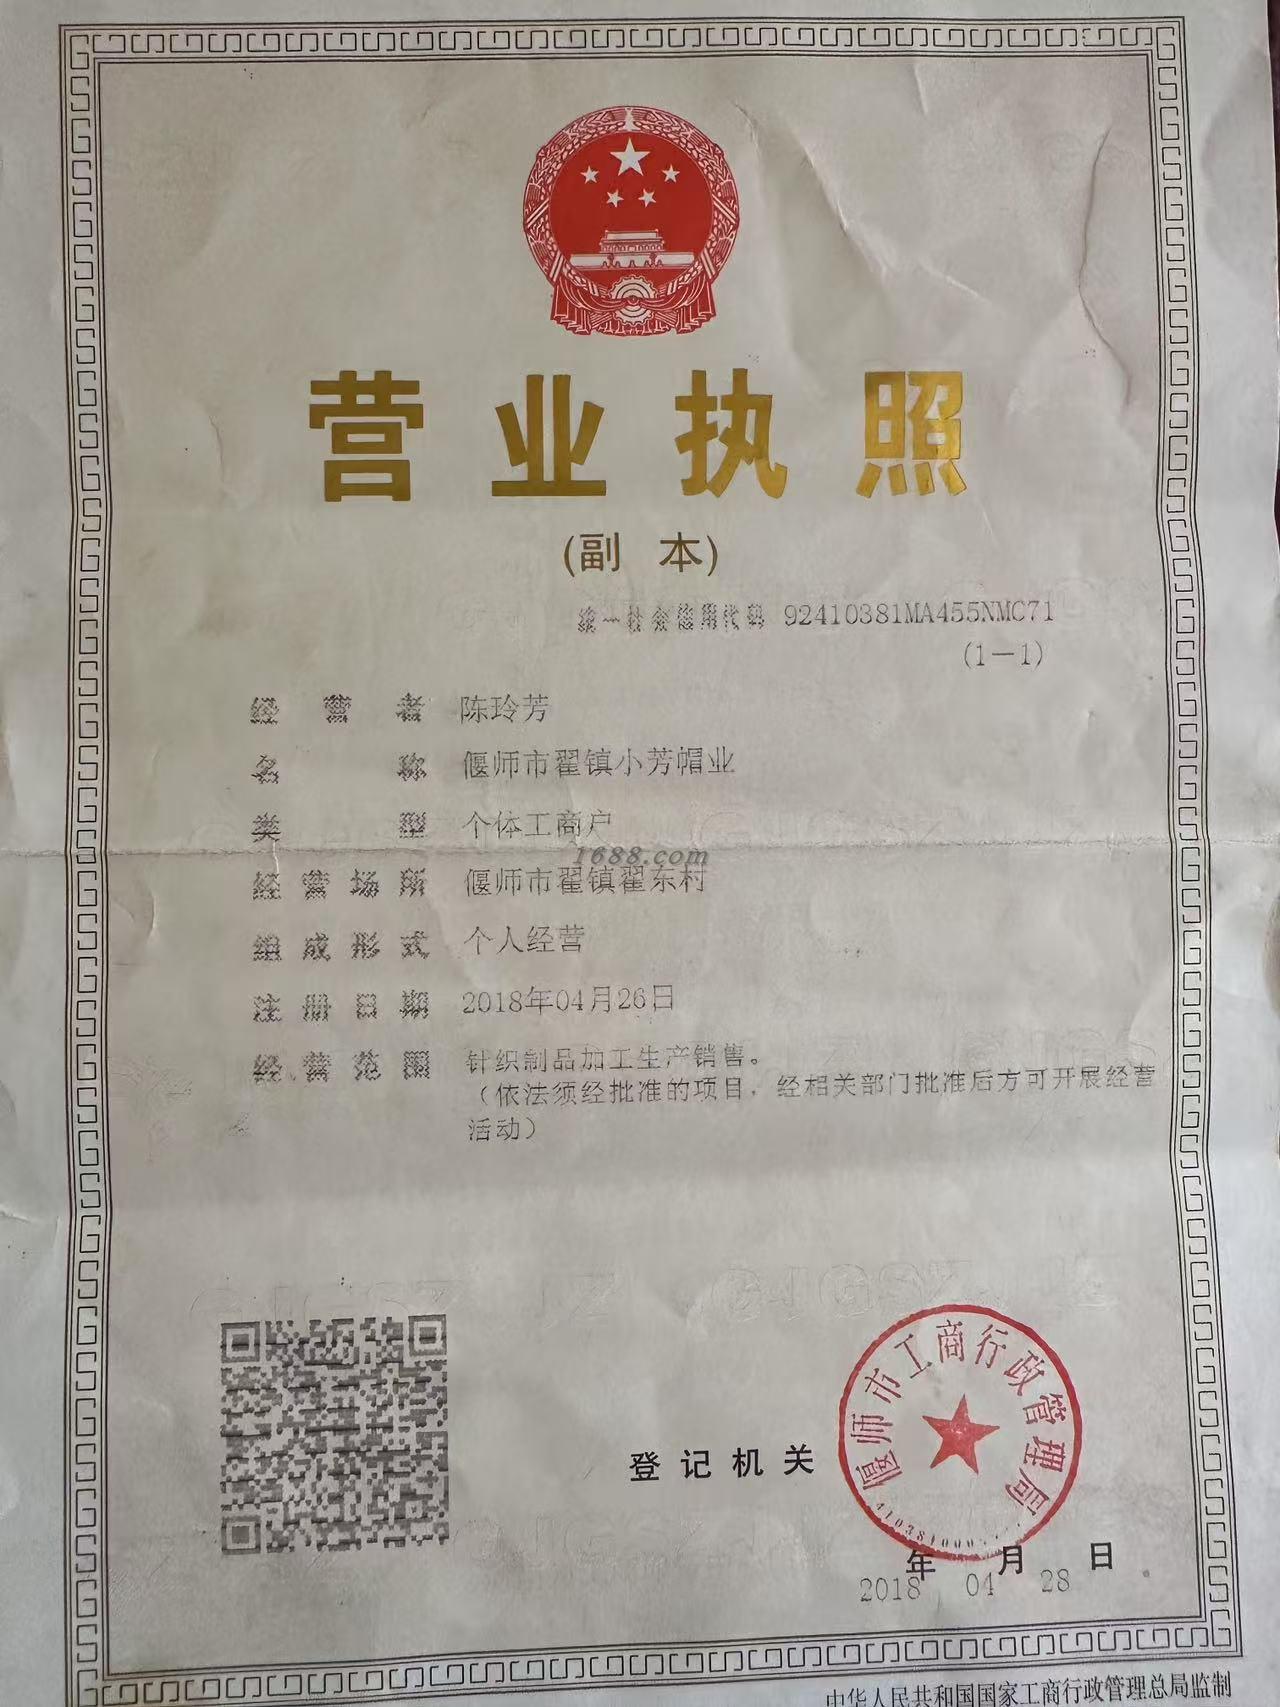 营业执照
(副 本)
统一社会信用代码 92410381MA455NMC71
(1-1)
经营者 陈玲芳
名称 偃师市翟镇小芳帽业
类型 个体工商户
1688.com
经营场所 偃师市翟镇翟东村
组成形式 个人经营
注册日期 2018年04月26日
经营范围 针织制品加工生产销售。
（依法须经批准的项目，经相关部门批准后方可开展经营
活动）
偃师市工商行政管理局
登记机关
2018年04月28日
中华人民共和国国家工商行政管理总局监制